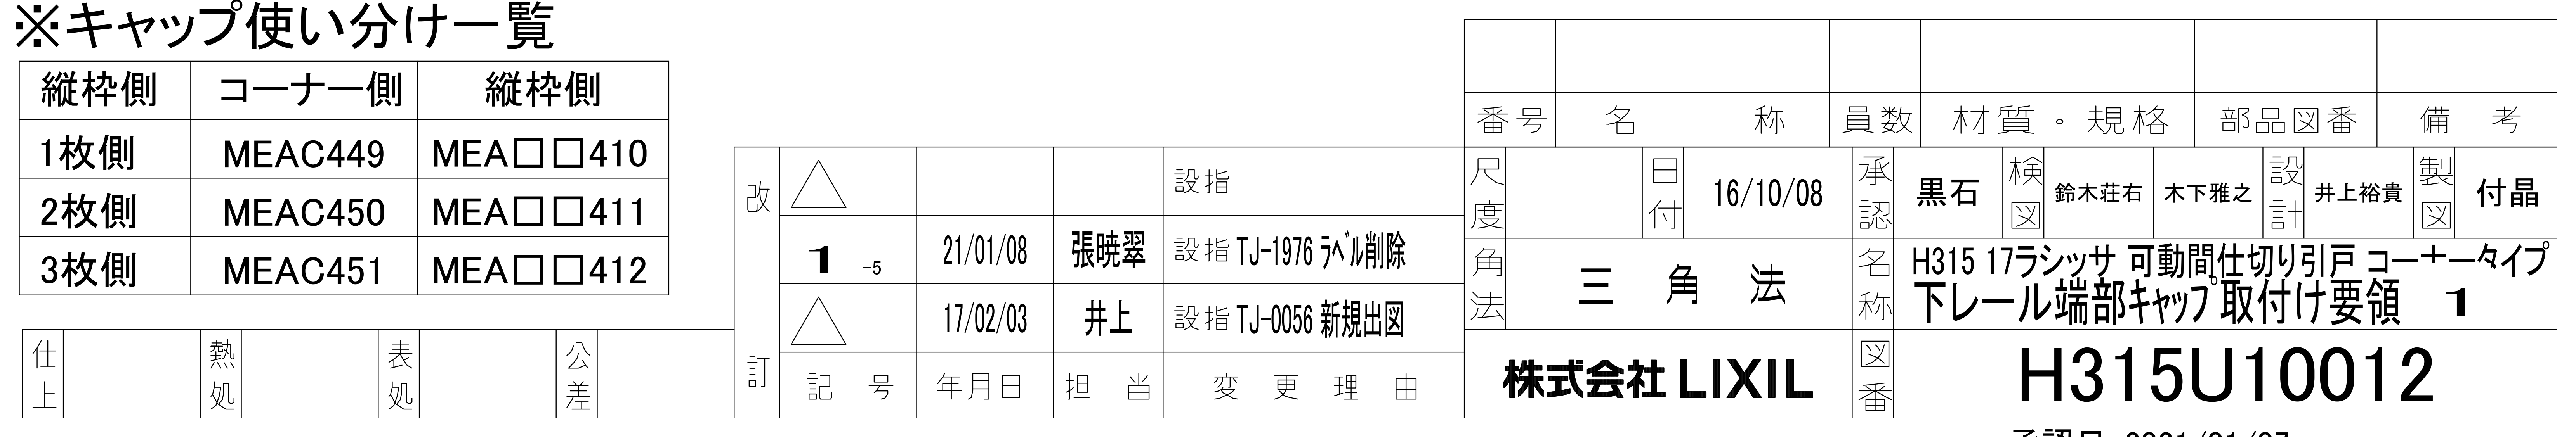 ※キャップ使い分け一覧
縦枠側 コーナー側 縦枠側
1枚側 MEAC449 MEA□□410
2枚側 MEAC450 MEA□□411
3枚側 MEAC451 MEA□□412
仕上 熱処 表処 公差
改訂
△ 設指
1 -5 21/01/08 張暁翠 設指 TJ-1976 ラベル削除
△ 17/02/03 井上 設指 TJ-0056 新規出図
記号 年月日 担当 変更理由
番号 名称 員数 材質・規格 部品図番 備考
尺度 日付 16/10/08 承認 黒石 検図 鈴木荘右 木下雅之 設計 井上裕貴 製図 付晶
角法 三角法 名称 H315 17ラシッサ 可動間仕切り引戸 コーナータイプ
下レール端部キャップ取付け要領 1
株式会社 LIXIL 図番 H315U10012